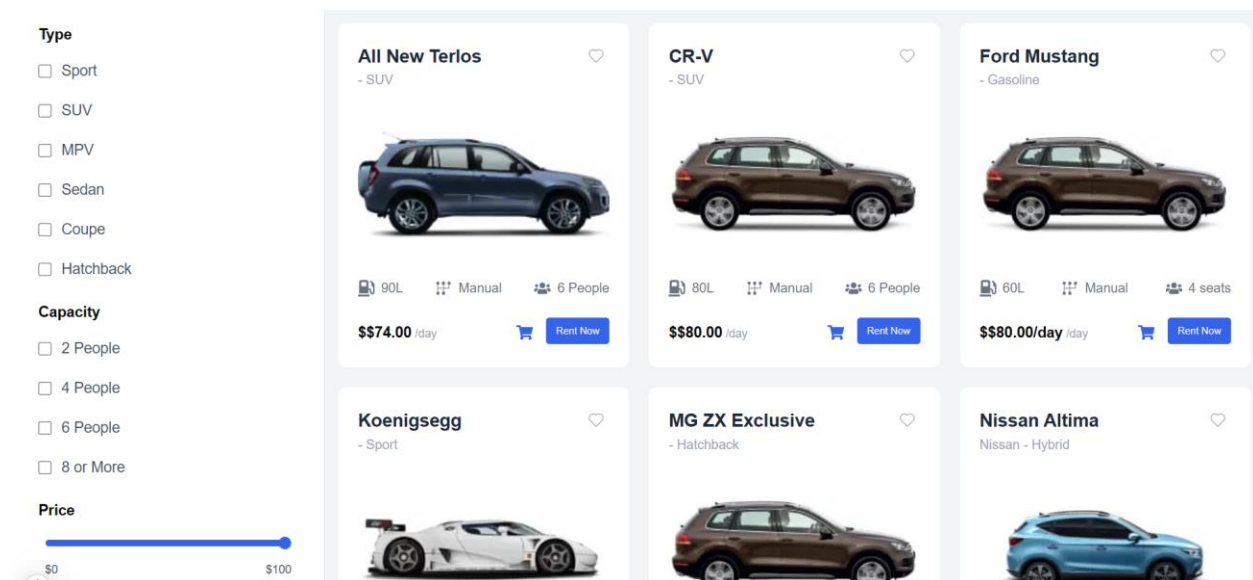 Type
Sport
SUV
MPV
Sedan
Coupe
Hatchback
Capacity
2 People
4 People
6 People
8 or More
Price
$0 $100
All New Terlos
- SUV
90L Manual 6 People
$$74.00 /day Rent Now
CR-V
- SUV
80L Manual 6 People
$$80.00 /day Rent Now
Ford Mustang
- Gasoline
60L Manual 4 seats
$$80.00/day /day Rent Now
Koenigsegg
- Sport
MG ZX Exclusive
- Hatchback
Nissan Altima
Nissan - Hybrid